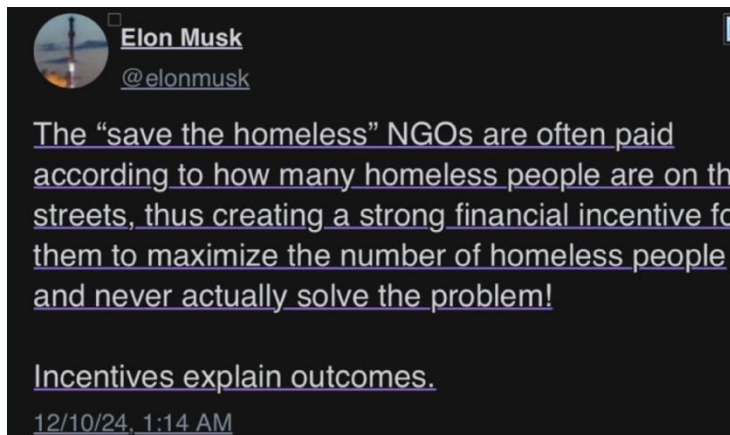 Elon Musk
@elonmusk
The “save the homeless” NGOs are often paid
according to how many homeless people are on th
streets, thus creating a strong financial incentive fo
them to maximize the number of homeless people
and never actually solve the problem!
Incentives explain outcomes.
12/10/24, 1:14 AM